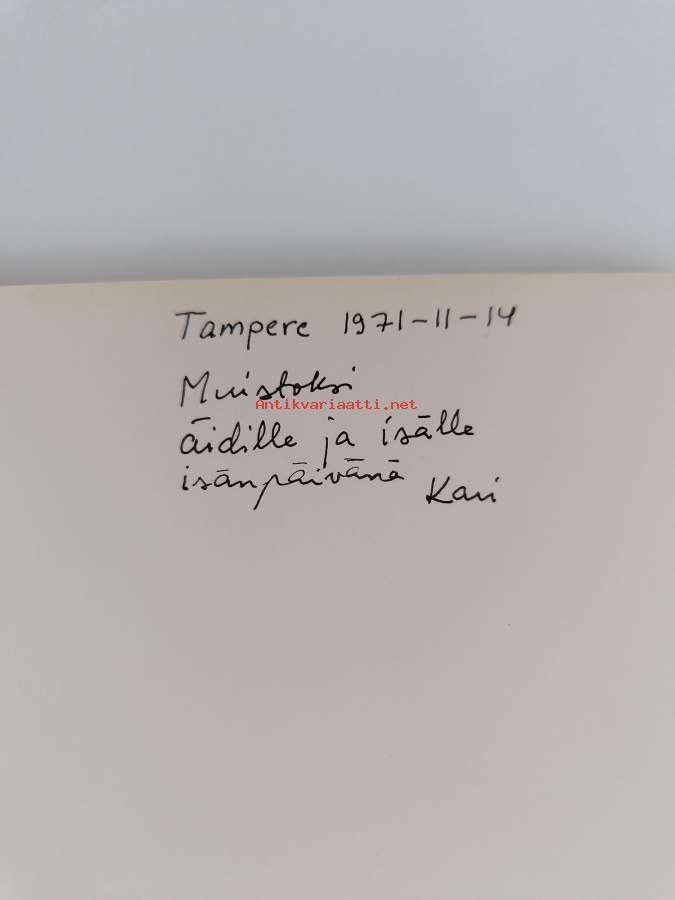 Tampere 1971-11-14
Muistoksi
Antikvariaatti.net
äidille ja isälle
isänpäivänä
Kari